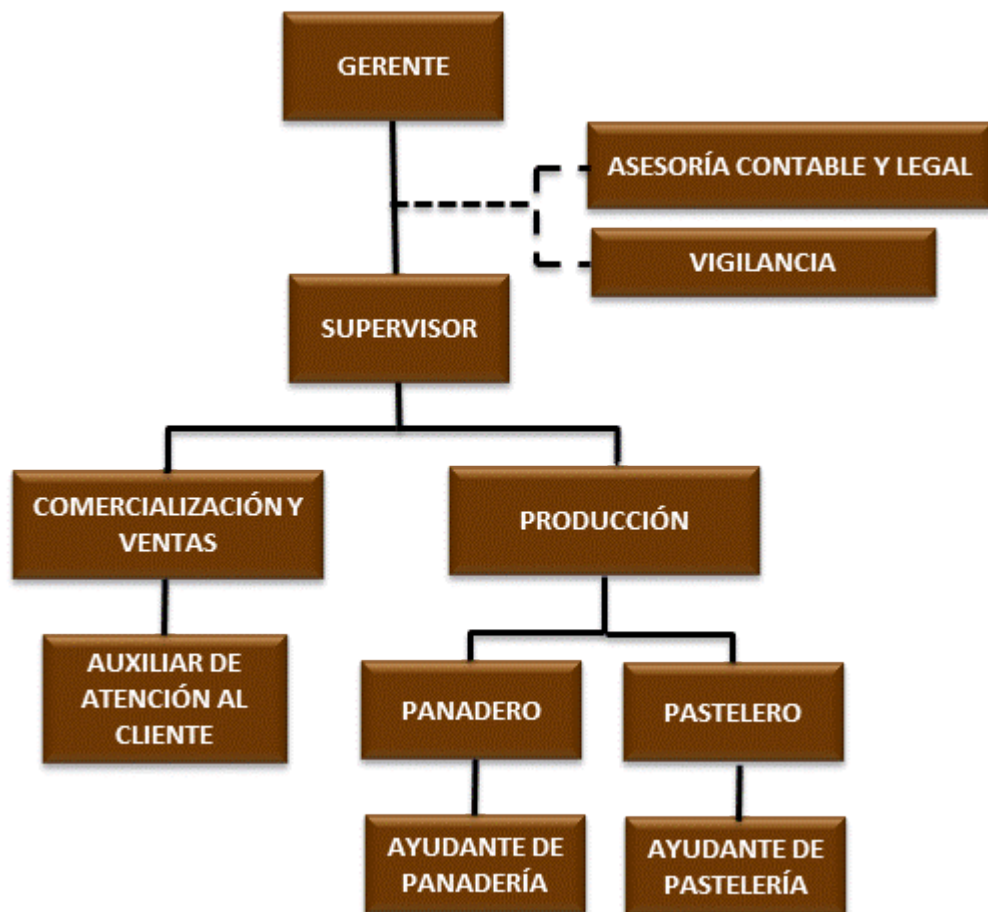 GERENTE
ASESORÍA CONTABLE Y LEGAL
VIGILANCIA
SUPERVISOR
COMERCIALIZACIÓN Y
VENTAS
PRODUCCIÓN
AUXILIAR DE
ATENCIÓN AL
CLIENTE
PANADERO
PASTELERO
AYUDANTE DE
PANADERÍA
AYUDANTE DE
PASTELERÍA